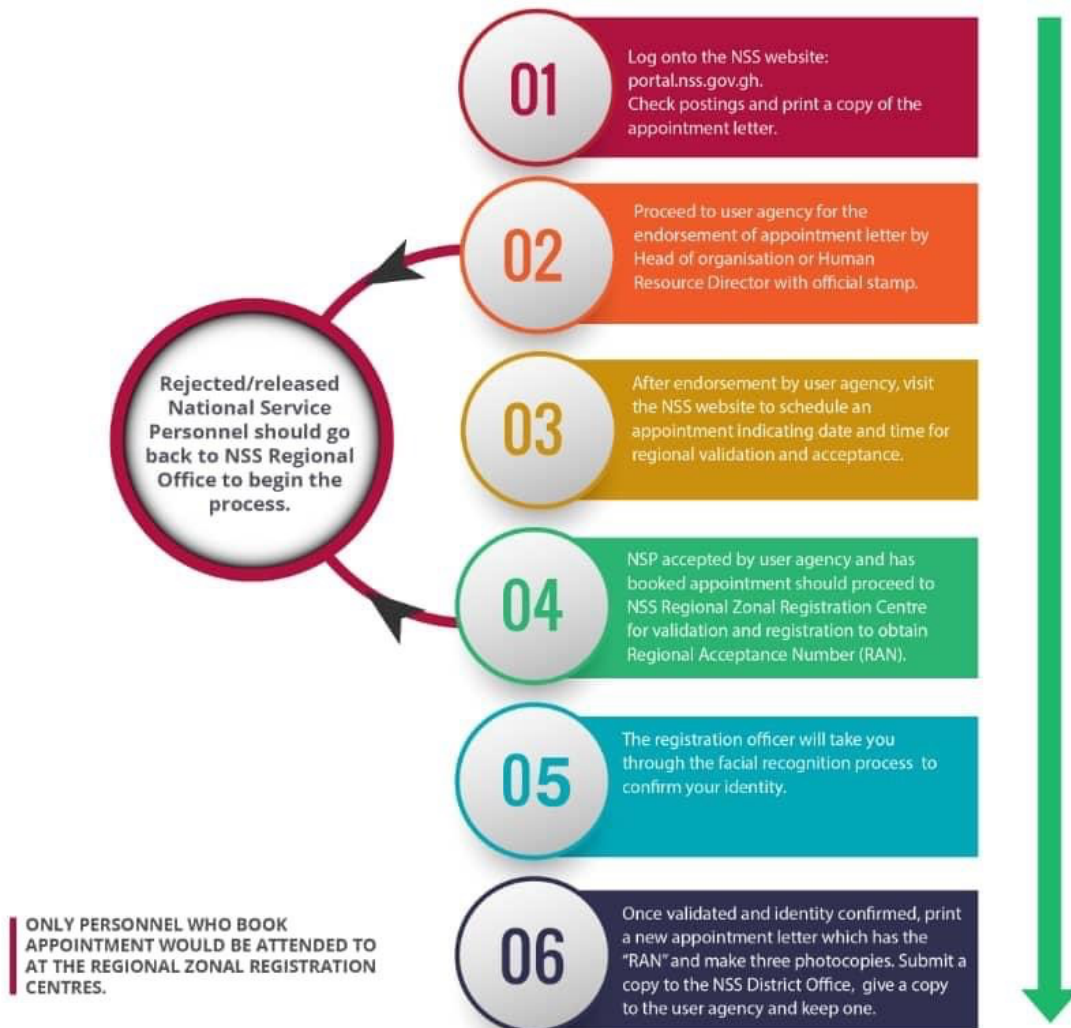 01
Log onto the NSS website:
portal.nss.gov.gh.
Check postings and print a copy of the
appointment letter.
02
Proceed to user agency for the
endorsement of appointment letter by
Head of organisation or Human
Resource Director with official stamp.
Rejected/released
National Service
Personnel should go
back to NSS Regional
Office to begin the
process.
03
After endorsement by user agency, visit
the NSS website to schedule an
appointment indicating date and time for
regional validation and acceptance.
04
NSP accepted by user agency and has
booked appointment should proceed to
NSS Regional Zonal Registration Centre
for validation and registration to obtain
Regional Acceptance Number (RAN).
05
The registration officer will take you
through the facial recognition process to
confirm your identity.
06
Once validated and identity confirmed, print
a new appointment letter which has the
"RAN" and make three photocopies. Submit a
copy to the NSS District Office, give a copy
to the user agency and keep one.
ONLY PERSONNEL WHO BOOK
APPOINTMENT WOULD BE ATTENDED TO
AT THE REGIONAL ZONAL REGISTRATION
CENTRES.